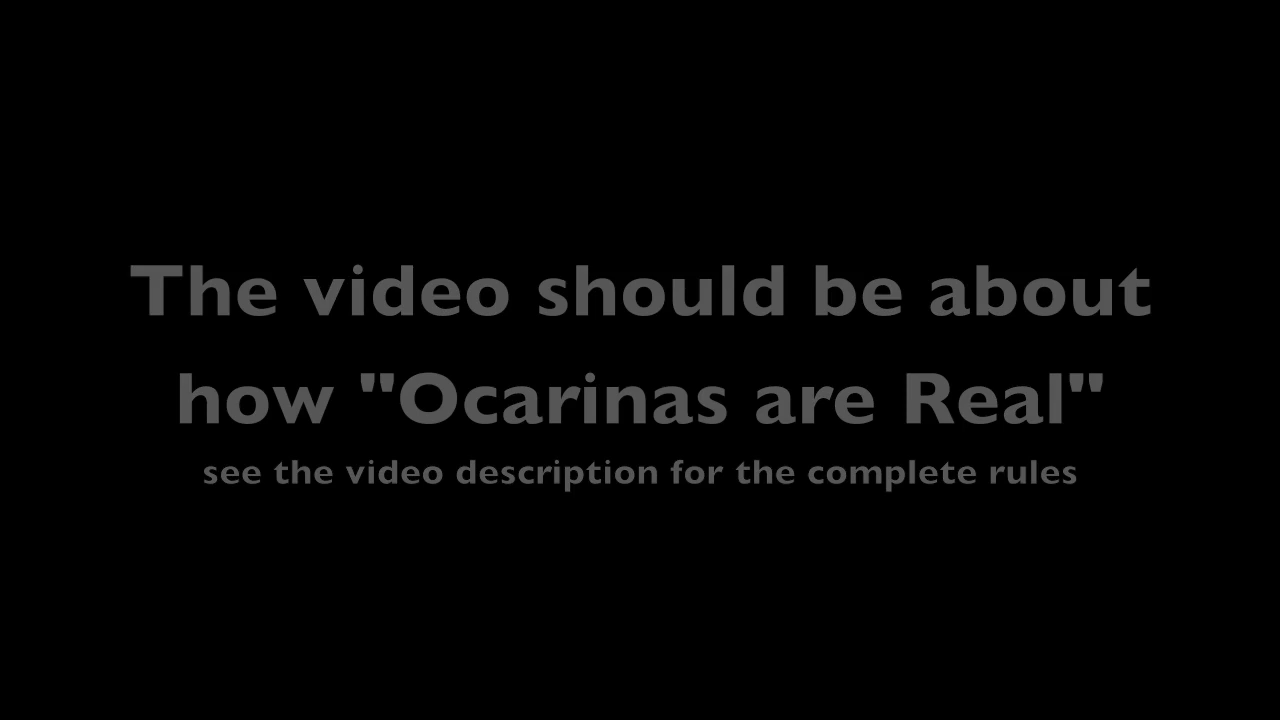 The video should be about
how "Ocarinas are Real"
see the video description for the complete rules